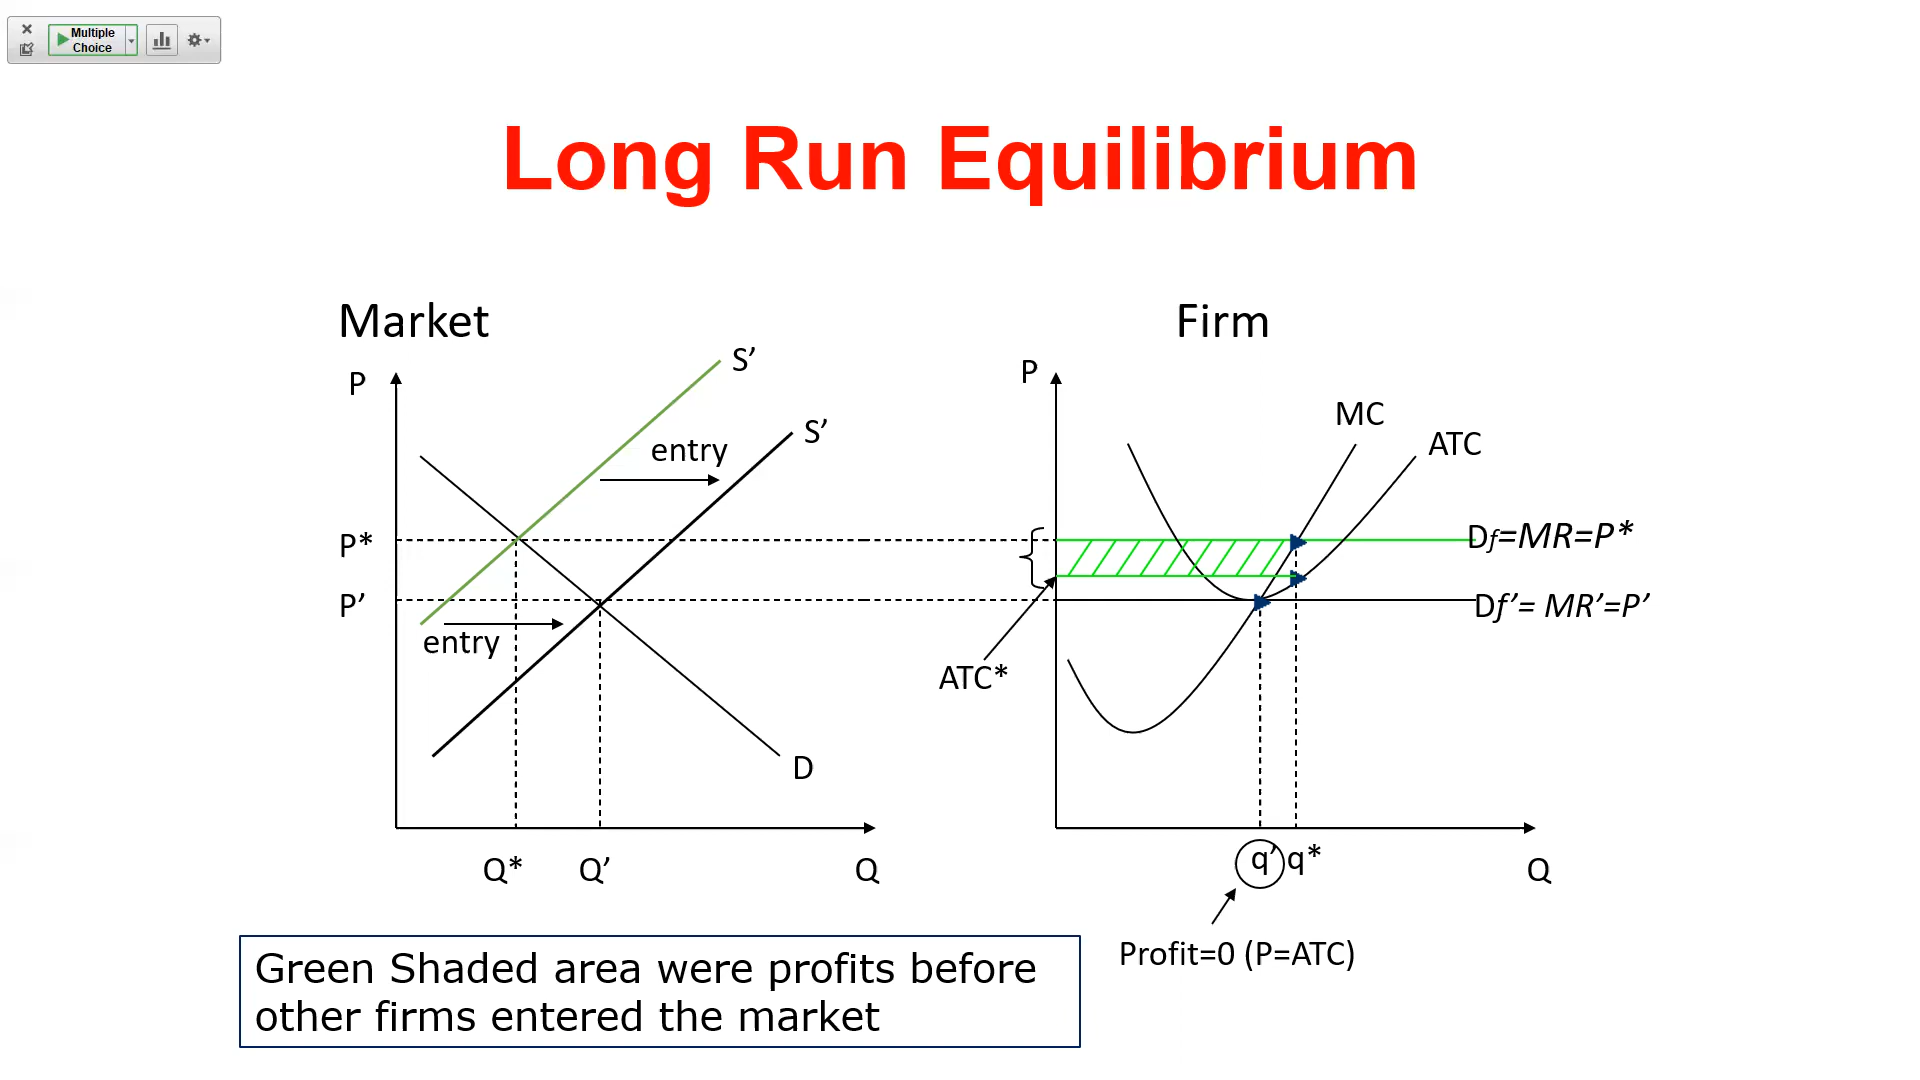 Multiple
Choice
Long Run Equilibrium
Market
Firm
P
S’
S’
entry
P*
P’
entry
D
Q*
Q’
Q
P
MC
ATC
Df=MR=P*
Df’= MR’=P’
ATC*
q’
q*
Q
Profit=0 (P=ATC)
Green Shaded area were profits before
other firms entered the market